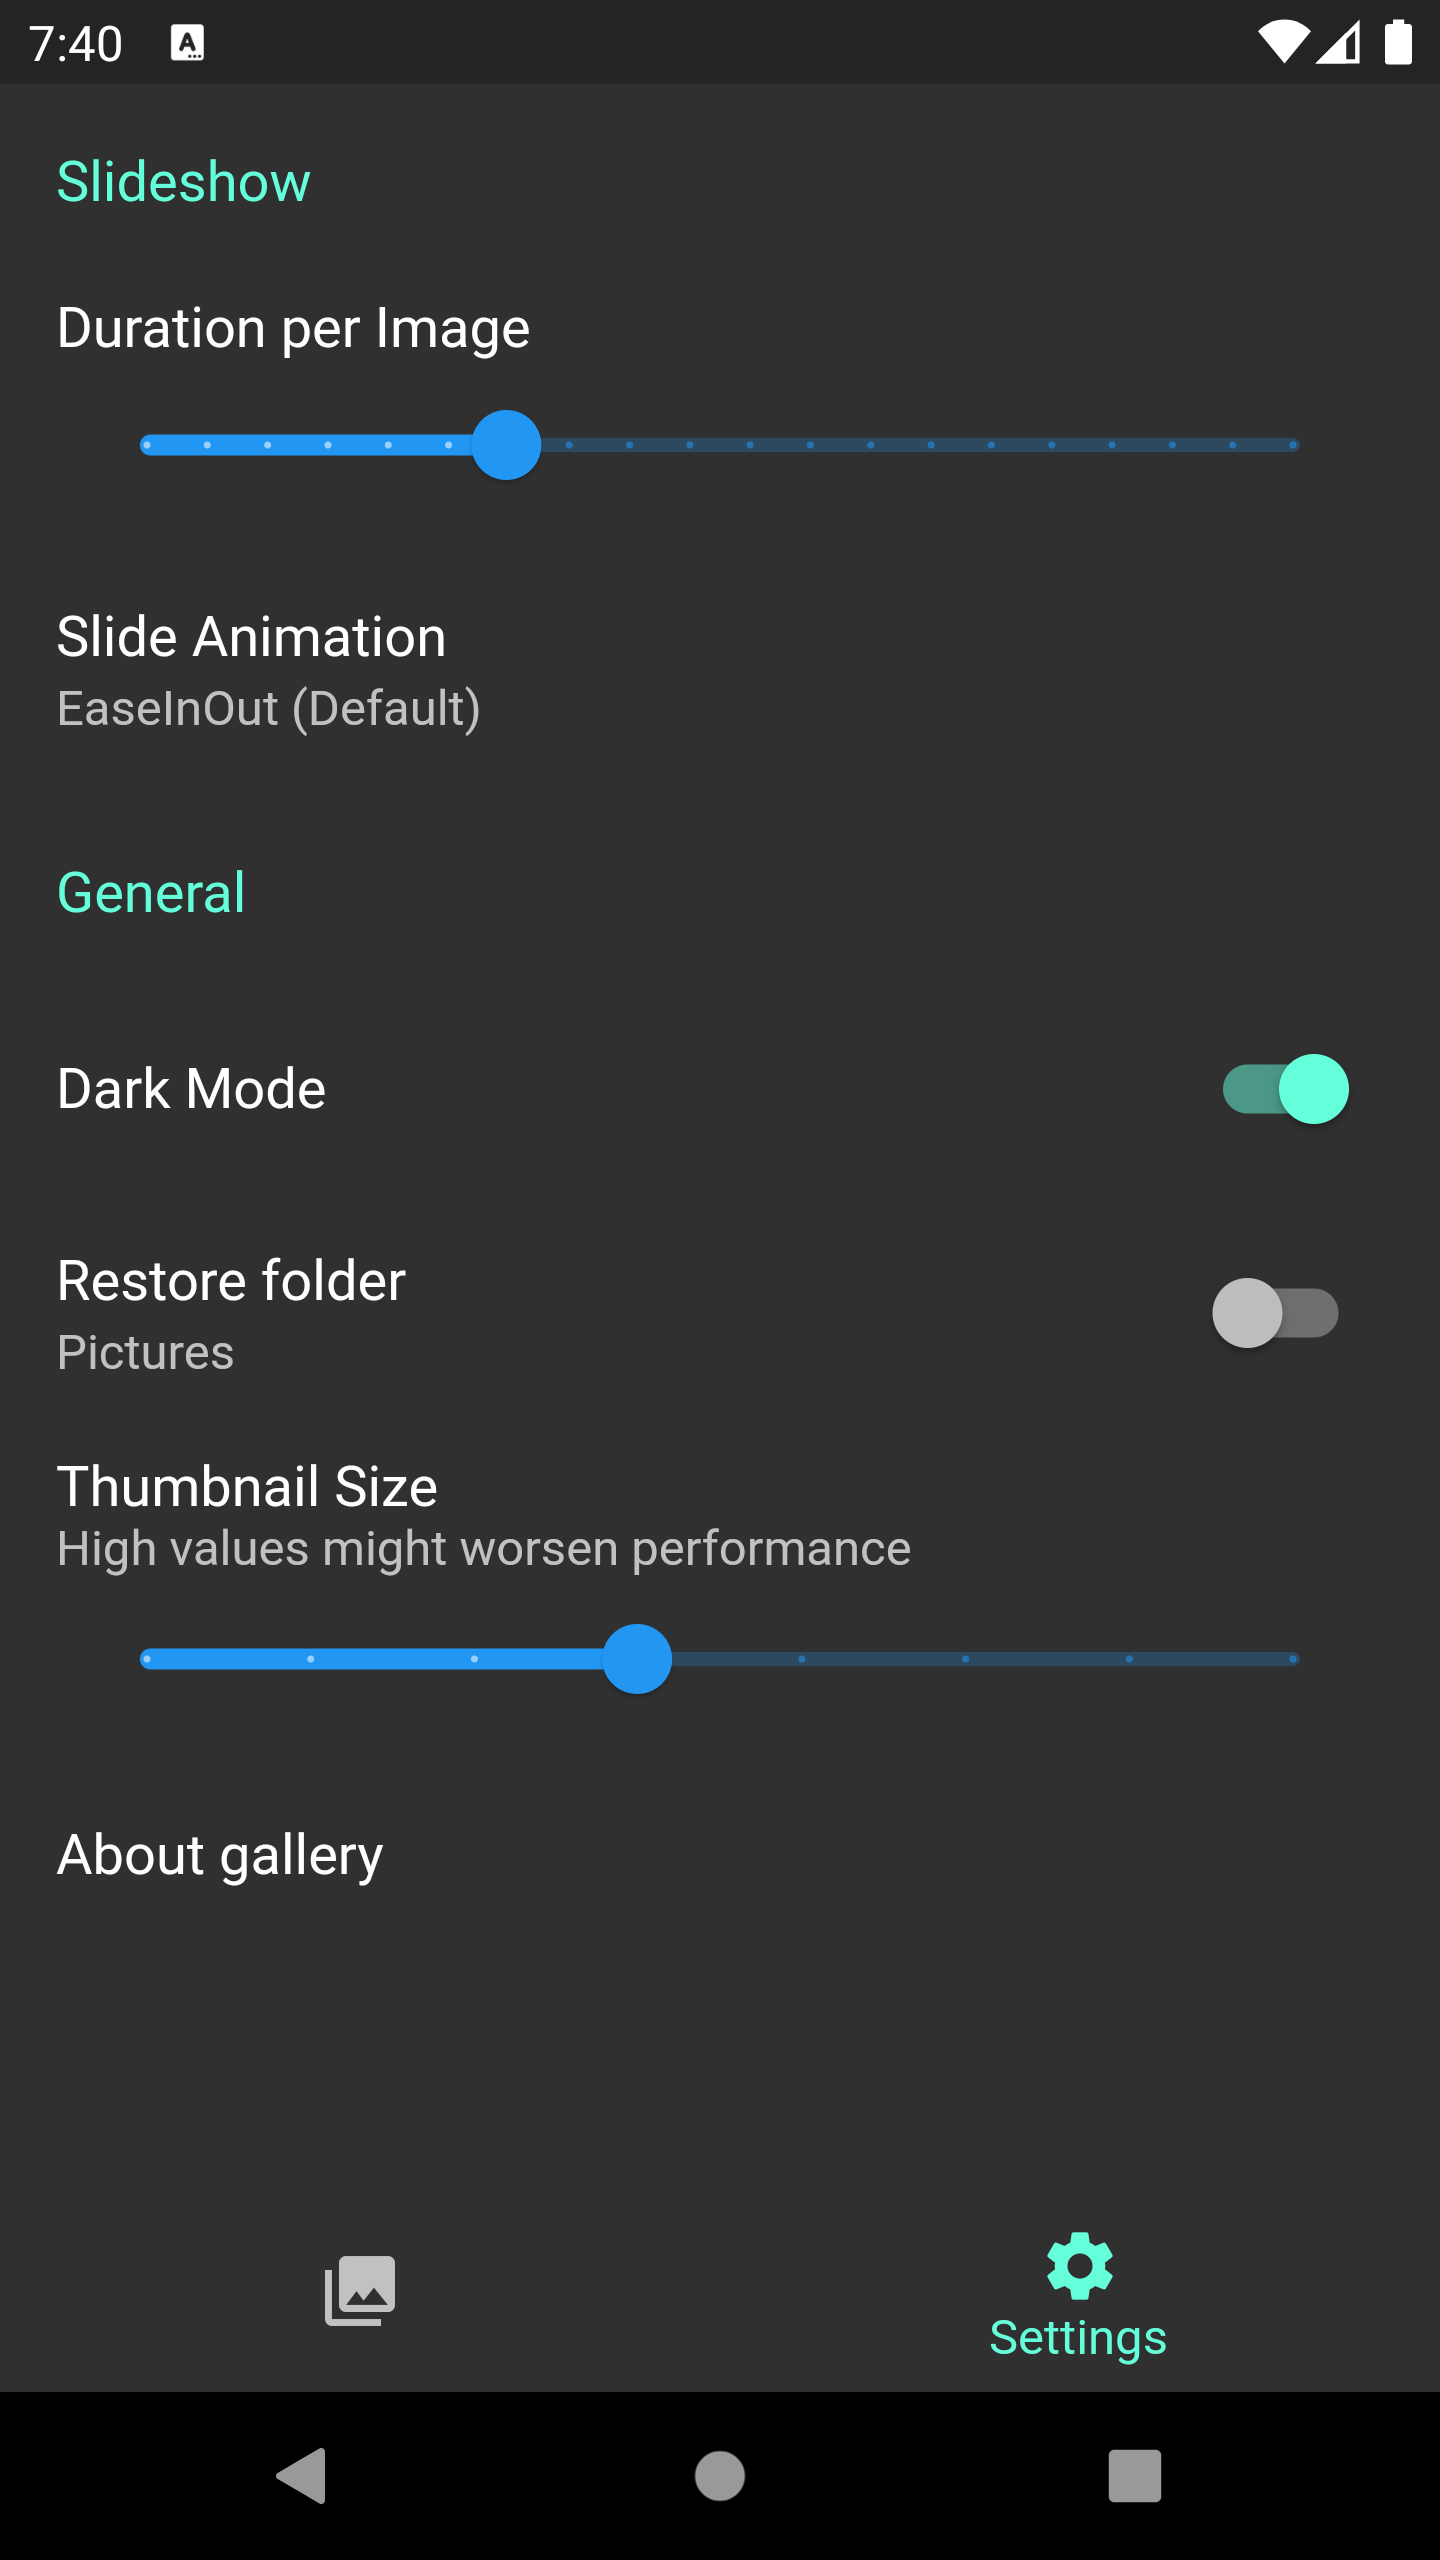 7:40
Slideshow
Duration per Image
Slide Animation
EaseInOut (Default)
General
Dark Mode
Restore folder
Pictures
Thumbnail Size
High values might worsen performance
About gallery
Settings